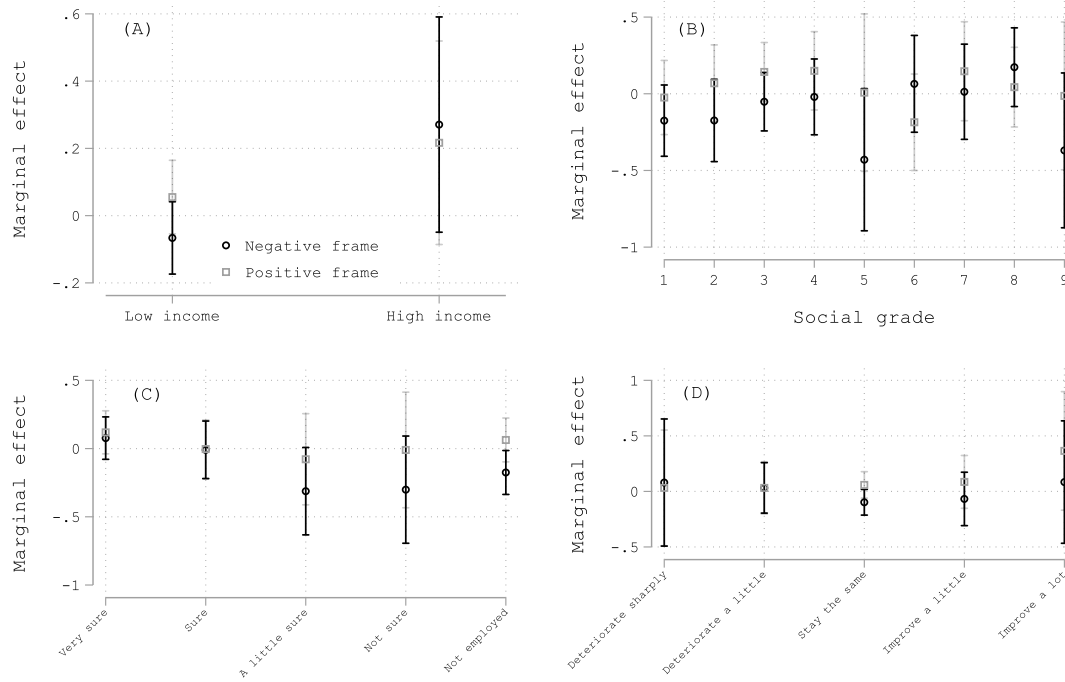 (A)
Marginal effect
.6
.4
.2
0
-.2
Negative frame
Positive frame
Low income
High income
(B)
Marginal effect
.5
0
-.5
-1
1 2 3 4 5 6 7 8 9
Social grade
(C)
Marginal effect
.5
0
-.5
-1
Very sure
Sure
A little sure
Not sure
Not employed
(D)
Marginal effect
1
.5
0
-.5
Deteriorate sharply
Deteriorate a little
Stay the same
Improve a little
Improve a lot